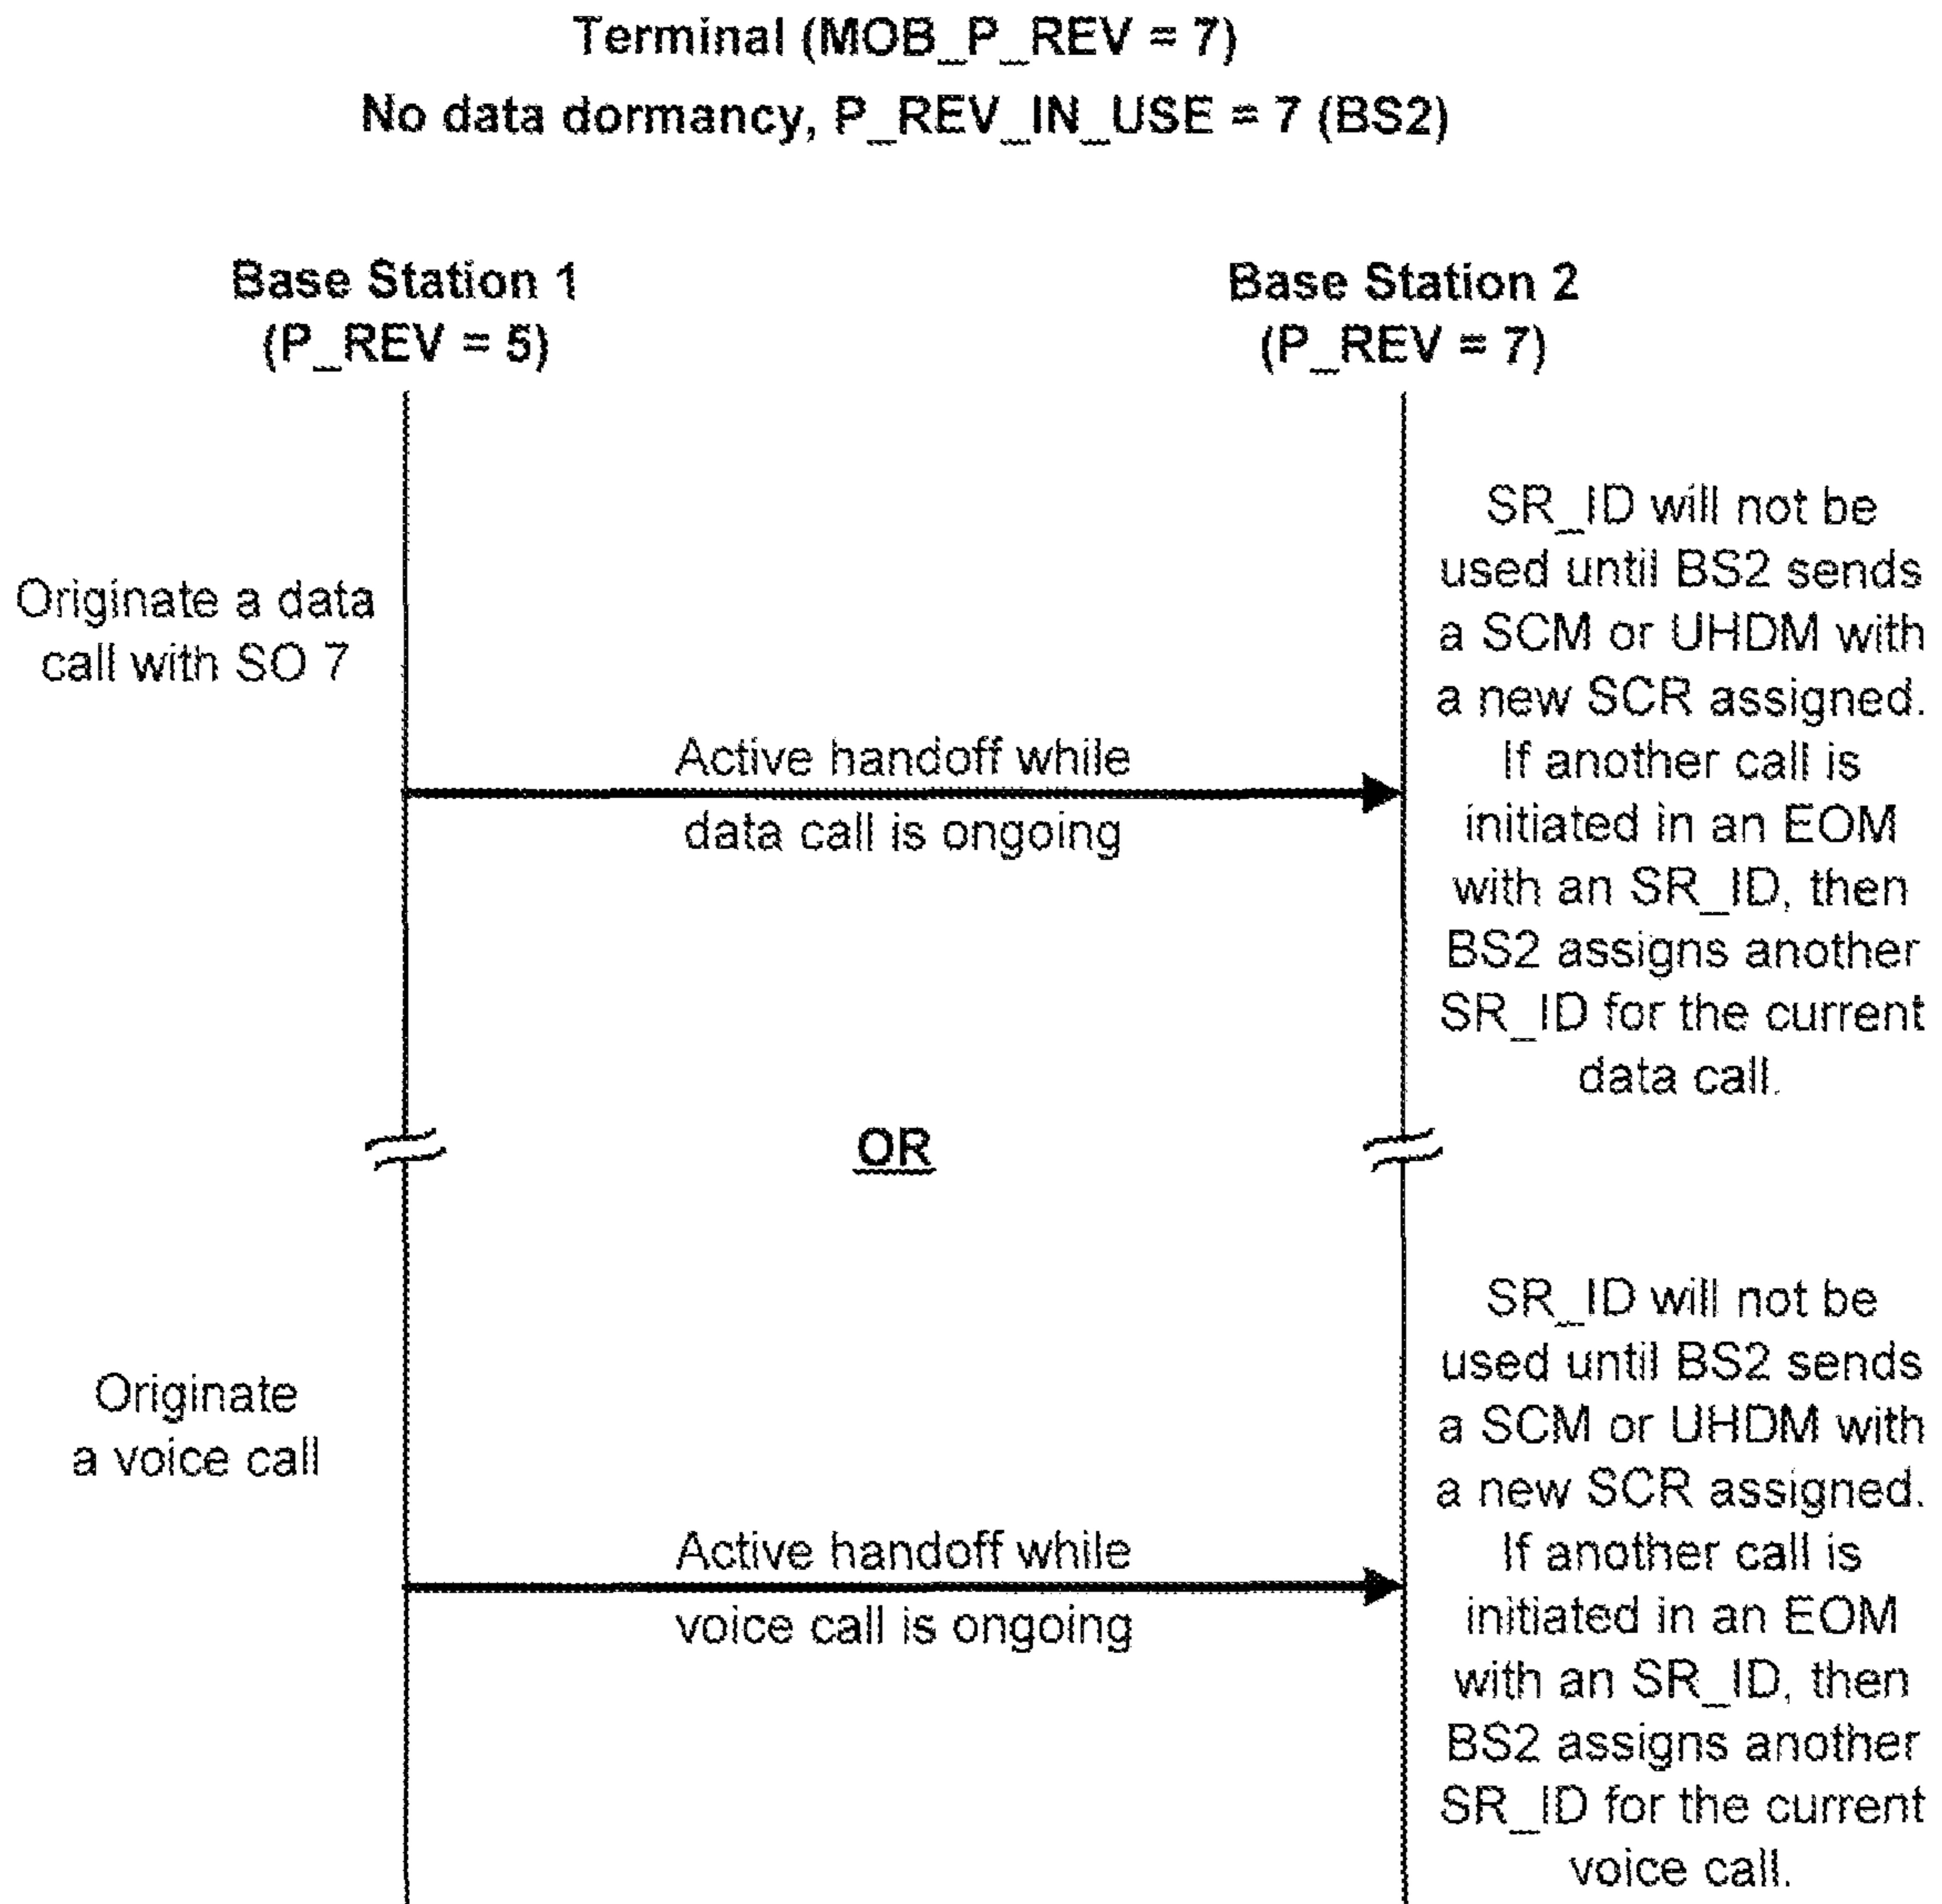 Terminal (MOB_P_REV = 7)
No data dormancy, P_REV_IN_USE = 7 (BS2)
Base Station 1
(P_REV = 5)
Base Station 2
(P_REV = 7)
Originate a data
call with SO 7
Active handoff while
data call is ongoing
SR_ID will not be
used until BS2 sends
a SCM or UHDM with
a new SCR assigned.
If another call is
initiated in an EOM
with an SR_ID, then
BS2 assigns another
SR_ID for the current
data call.
OR
Originate
a voice call
Active handoff while
voice call is ongoing
SR_ID will not be
used until BS2 sends
a SCM or UHDM with
a new SCR assigned.
If another call is
initiated in an EOM
with an SR_ID, then
BS2 assigns another
SR_ID for the current
voice call.